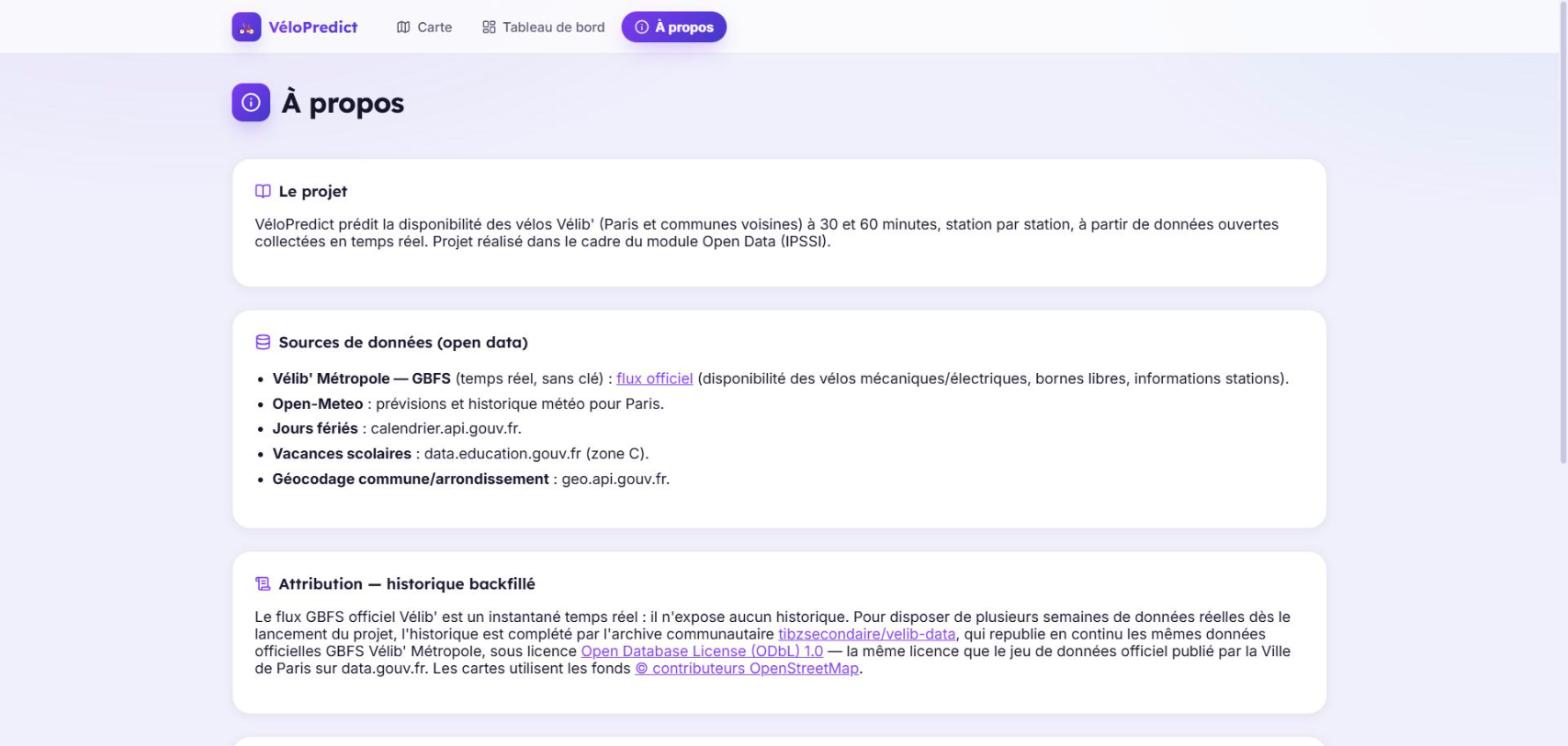 VéloPredict
Carte
Tableau de bord
À propos
À propos
Le projet
VéloPredict prédit la disponibilité des vélos Vélib' (Paris et communes voisines) à 30 et 60 minutes, station par station, à partir de données ouvertes
collectées en temps réel. Projet réalisé dans le cadre du module Open Data (IPSSI).
Sources de données (open data)
• Vélib' Métropole — GBFS (temps réel, sans clé) : flux officiel (disponibilité des vélos mécaniques/électriques, bornes libres, informations stations).
• Open-Meteo : prévisions et historique météo pour Paris.
• Jours fériés : calendrier.api.gouv.fr.
• Vacances scolaires : data.education.gouv.fr (zone C).
• Géocodage commune/arrondissement : geo.api.gouv.fr.
Attribution — historique backfillé
Le flux GBFS officiel Vélib' est un instantané temps réel : il n'expose aucun historique. Pour disposer de plusieurs semaines de données réelles dès le
lancement du projet, l'historique est complété par l'archive communautaire tibzsecondaire/velib-data, qui republie en continu les mêmes données
officielles GBFS Vélib' Métropole, sous licence Open Database License (ODbL) 1.0 — la même licence que le jeu de données officiel publié par la Ville
de Paris sur data.gouv.fr. Les cartes utilisent les fonds © contributeurs OpenStreetMap.